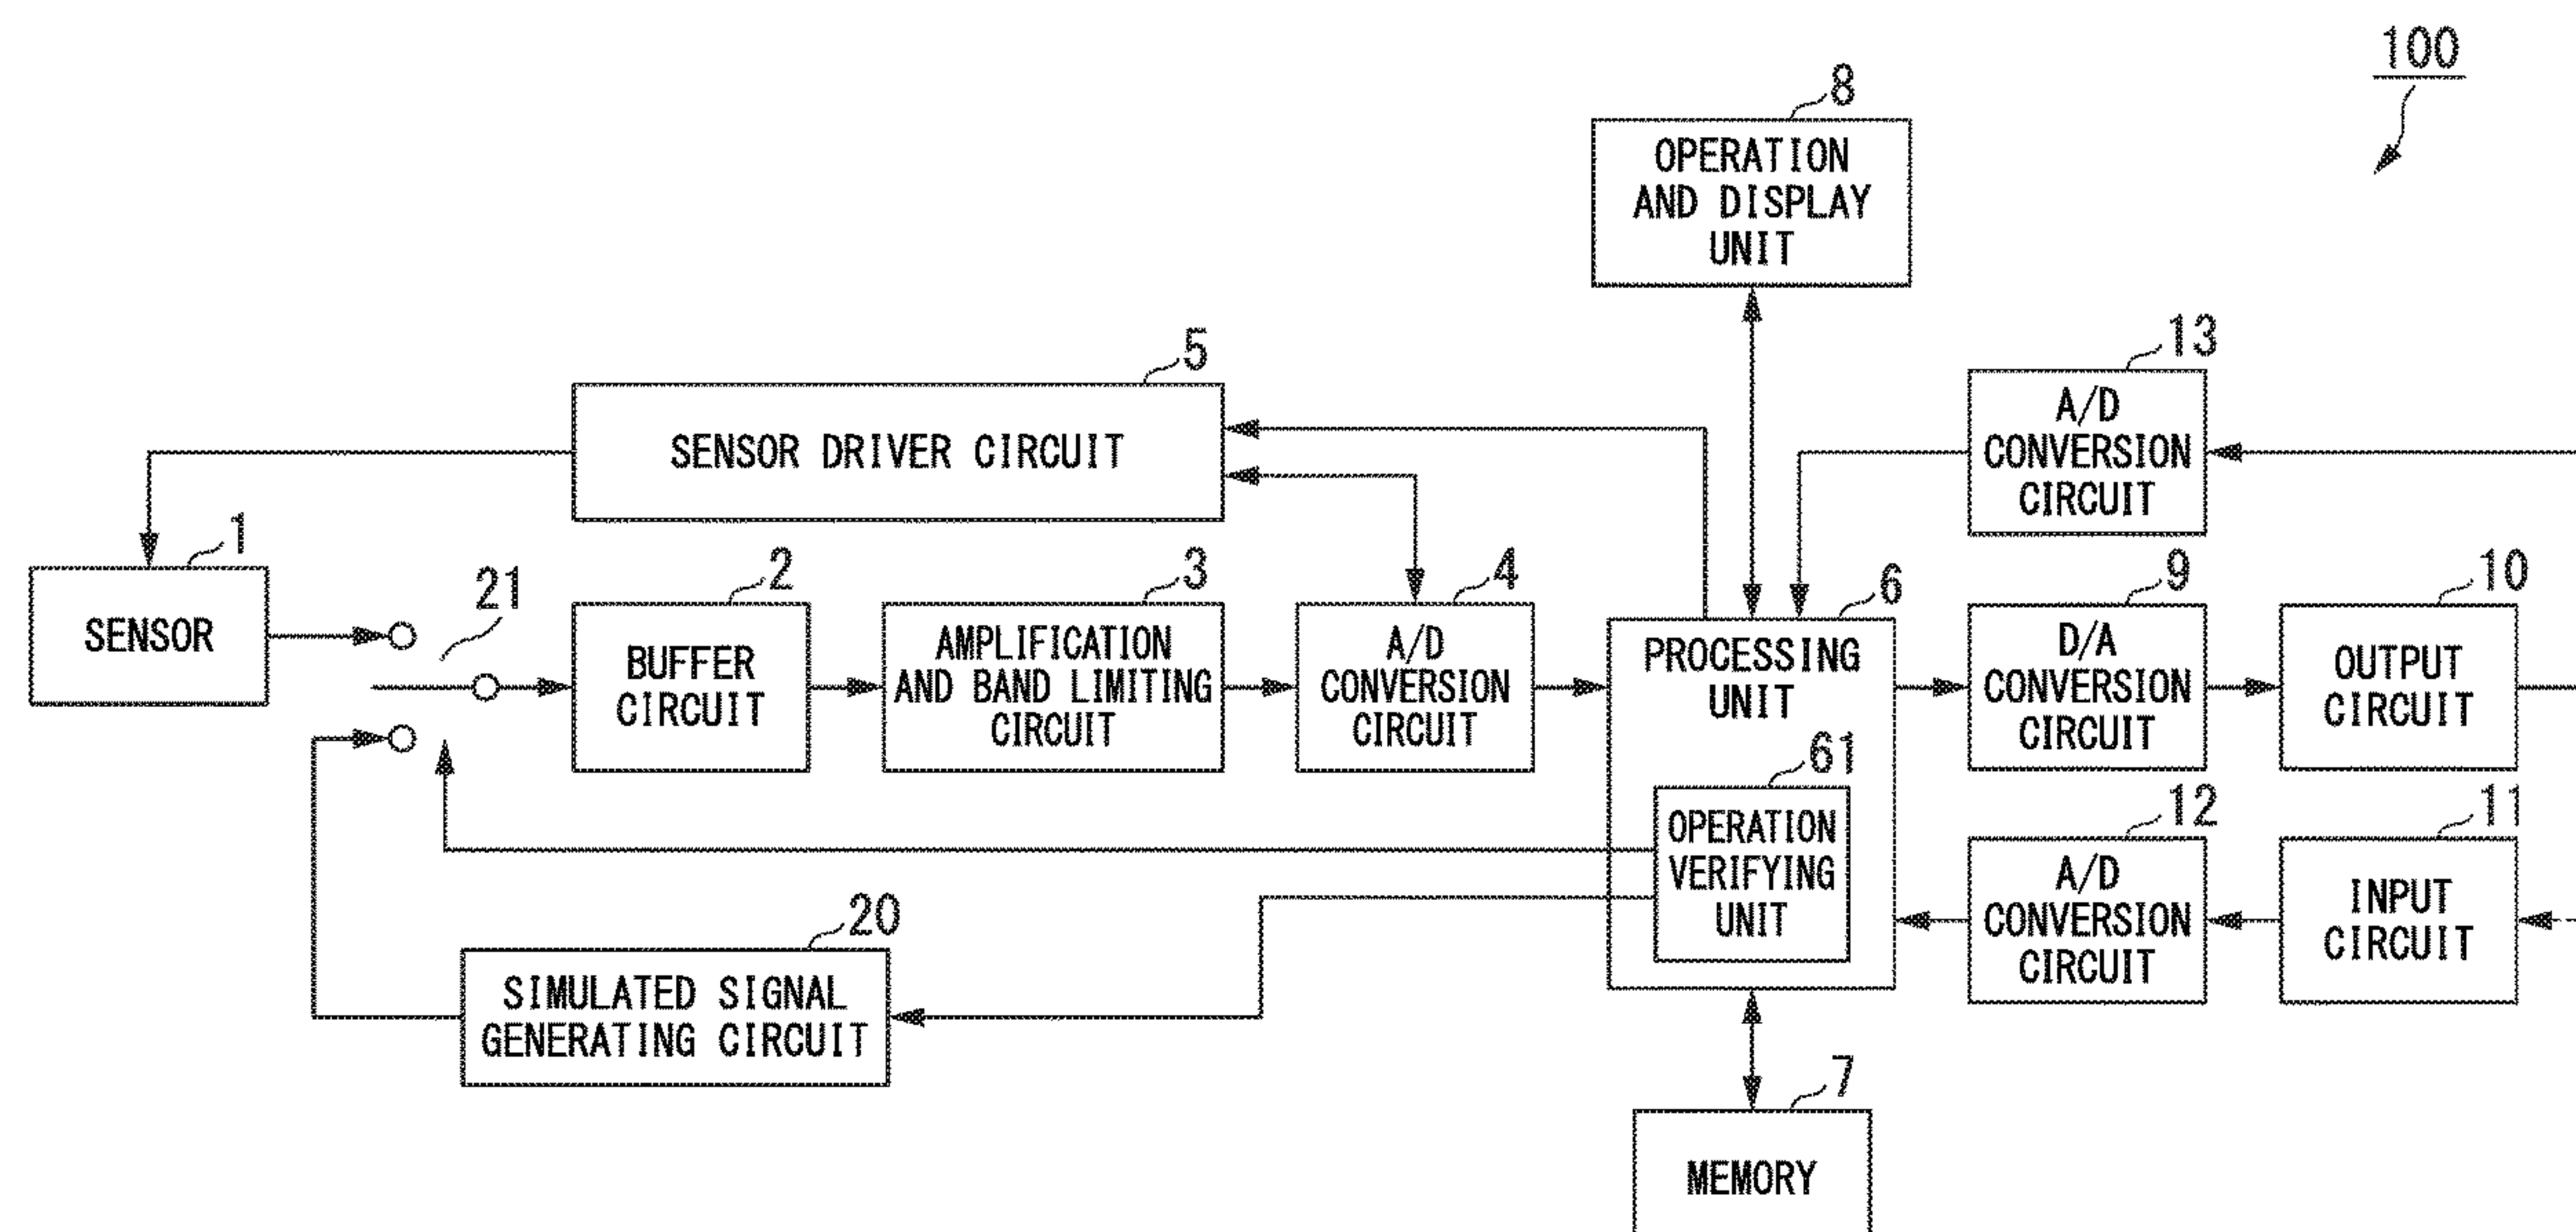 100
8
OPERATION
AND DISPLAY
UNIT
5
SENSOR DRIVER CIRCUIT
13
A/D
CONVERSION
CIRCUIT
1
SENSOR
21
2
BUFFER
CIRCUIT
3
AMPLIFICATION
AND BAND LIMITING
CIRCUIT
4
A/D
CONVERSION
CIRCUIT
6
PROCESSING
UNIT
61
OPERATION
VERIFYING
UNIT
9
D/A
CONVERSION
CIRCUIT
10
OUTPUT
CIRCUIT
12
A/D
CONVERSION
CIRCUIT
11
INPUT
CIRCUIT
20
SIMULATED SIGNAL
GENERATING CIRCUIT
7
MEMORY